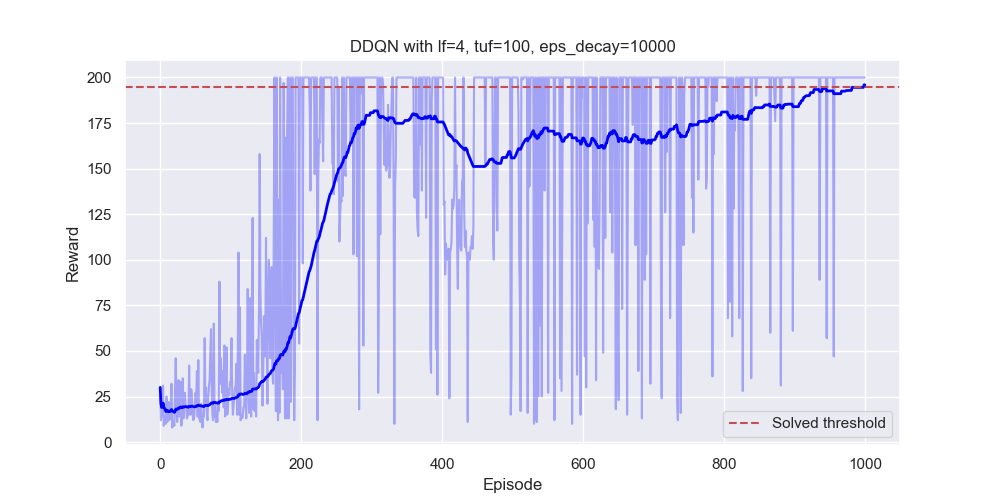 DDQN with lf=4, tuf=100, eps_decay=10000
200
175
150
125
100
75
50
25
0
Reward
Solved threshold
0 200 400 600 800 1000
Episode